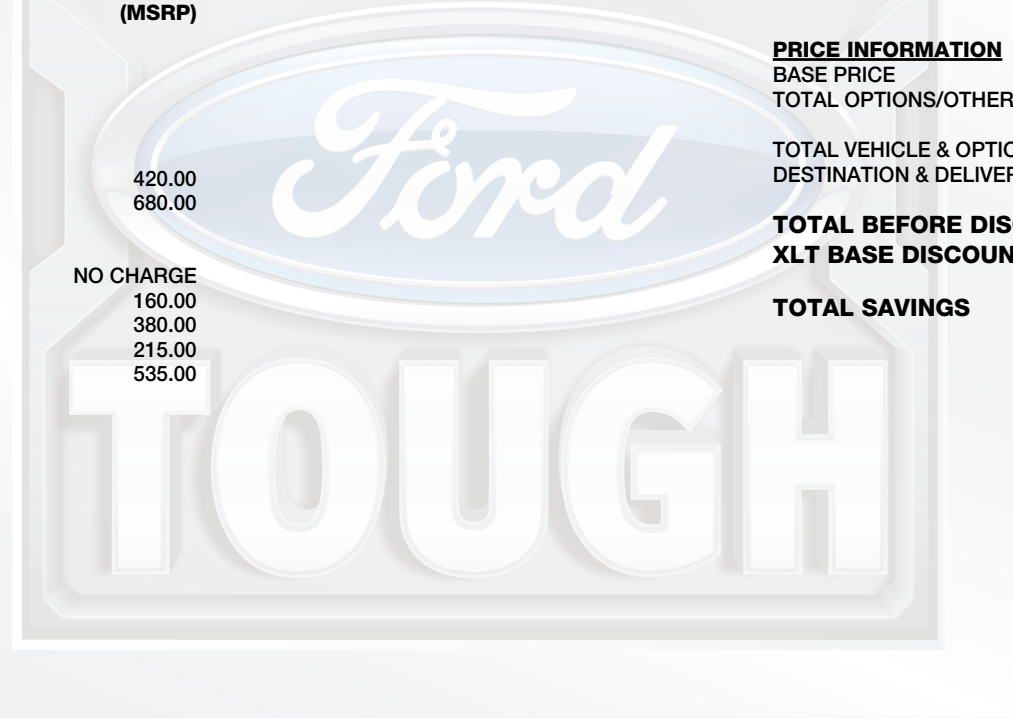 (MSRP)
420.00
680.00
NO CHARGE
160.00
380.00
215.00
535.00
PRICE INFORMATION
BASE PRICE
TOTAL OPTIONS/OTHER
TOTAL VEHICLE & OPTIO
DESTINATION & DELIVER
TOTAL BEFORE DIS
XLT BASE DISCOUN
TOTAL SAVINGS
Ford
TOUGH